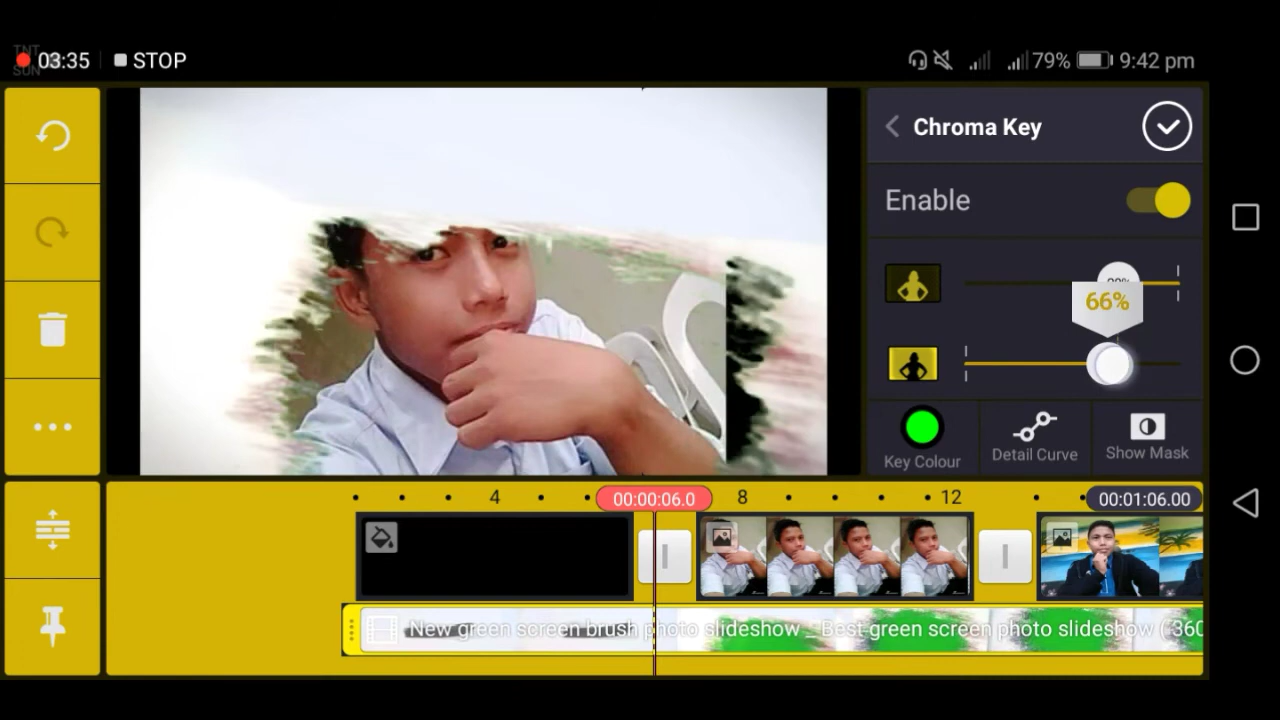 TNT
SUN
03:35 STOP
79% 9:42 pm
Chroma Key
Enable
66%
Key Colour
Detail Curve
Show Mask
4
00:00:06.0
8
12
00:01:06.00
New green screen brush photo slideshow _ Best green screen photo slideshow ( 360